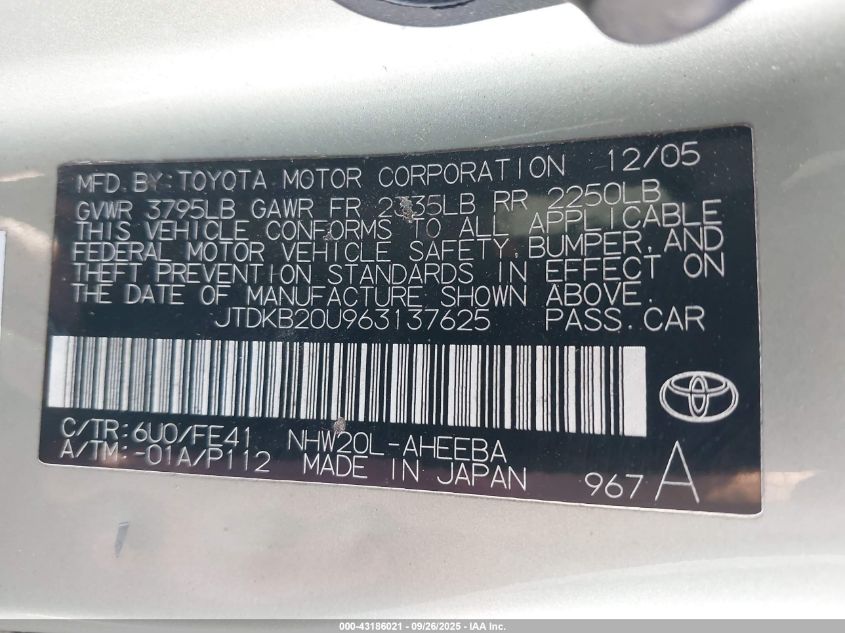 MFD. BY: TOYOTA MOTOR CORPORATION 12/05
GVWR 3795LB GAWR FR 2335LB RR 2250LB
THIS VEHICLE CONFORMS TO ALL APPLICABLE
FEDERAL MOTOR VEHICLE SAFETY, BUMPER, AND
THEFT PREVENTION STANDARDS IN EFFECT ON
THE DATE OF MANUFACTURE SHOWN ABOVE.
JTDKB20U963137625 PASS. CAR
C/TR: 6U0/FE41 NHW20L-AHEEBA
A/TM: -01A/P112 MADE IN JAPAN 967 A
000-43186021 - 09/26/2025 - IAA Inc.